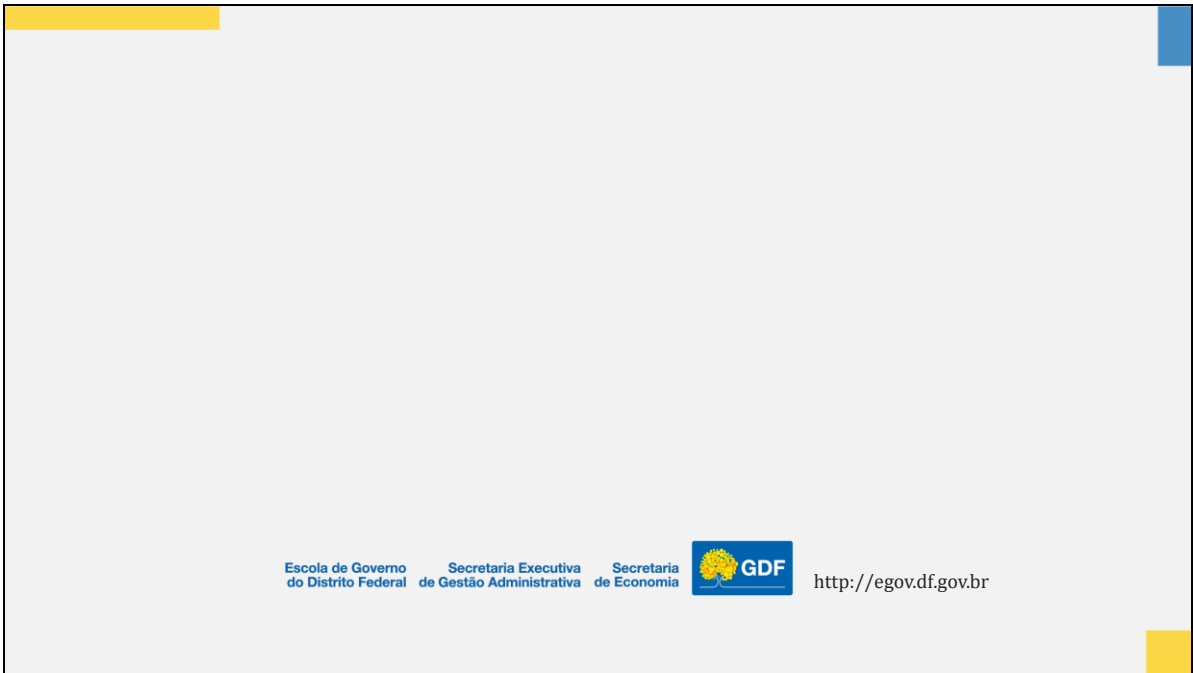 Escola de Governo
do Distrito Federal
Secretaria Executiva
de Gestão Administrativa
Secretaria
de Economia
GDF
http://egov.df.gov.br